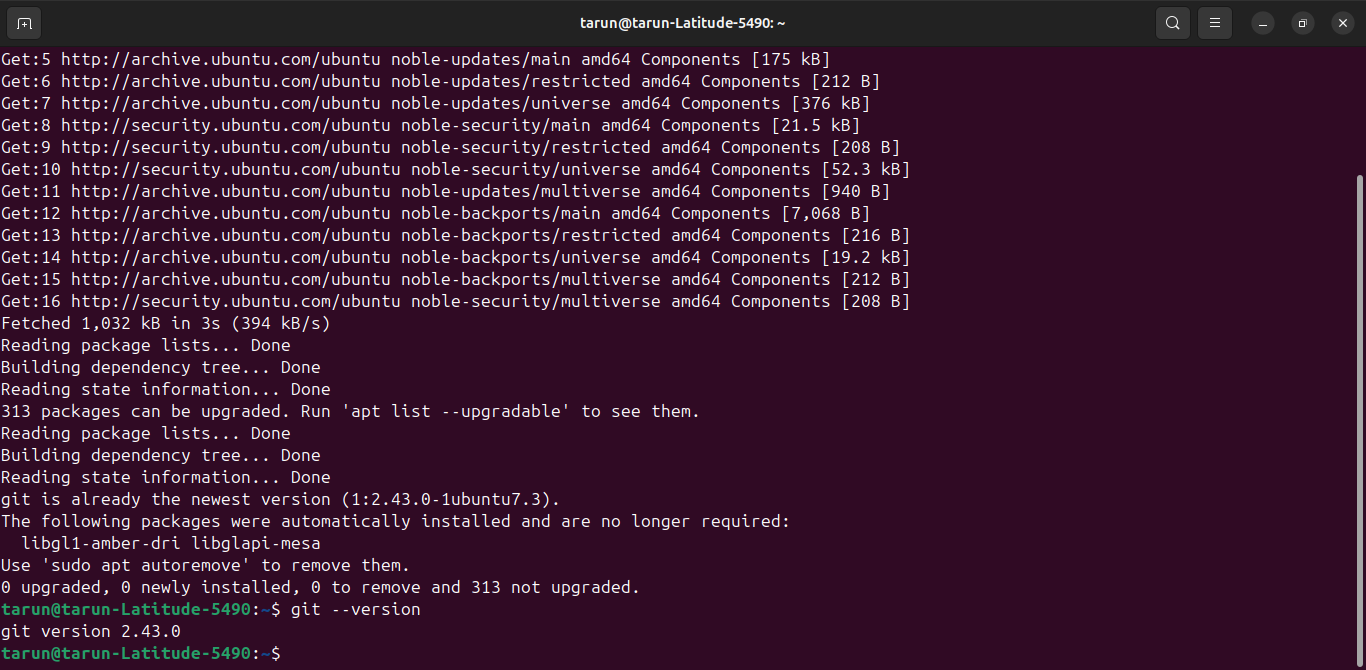 tarun@tarun-Latitude-5490: ~
Get:5 http://archive.ubuntu.com/ubuntu noble-updates/main amd64 Components [175 kB]
Get:6 http://archive.ubuntu.com/ubuntu noble-updates/restricted amd64 Components [212 B]
Get:7 http://archive.ubuntu.com/ubuntu noble-updates/universe amd64 Components [376 kB]
Get:8 http://security.ubuntu.com/ubuntu noble-security/main amd64 Components [21.5 kB]
Get:9 http://security.ubuntu.com/ubuntu noble-security/restricted amd64 Components [208 B]
Get:10 http://security.ubuntu.com/ubuntu noble-security/universe amd64 Components [52.3 kB]
Get:11 http://archive.ubuntu.com/ubuntu noble-updates/multiverse amd64 Components [940 B]
Get:12 http://archive.ubuntu.com/ubuntu noble-backports/main amd64 Components [7,068 B]
Get:13 http://archive.ubuntu.com/ubuntu noble-backports/restricted amd64 Components [216 B]
Get:14 http://archive.ubuntu.com/ubuntu noble-backports/universe amd64 Components [19.2 kB]
Get:15 http://archive.ubuntu.com/ubuntu noble-backports/multiverse amd64 Components [212 B]
Get:16 http://security.ubuntu.com/ubuntu noble-security/multiverse amd64 Components [208 B]
Fetched 1,032 kB in 3s (394 kB/s)
Reading package lists... Done
Building dependency tree... Done
Reading state information... Done
313 packages can be upgraded. Run 'apt list --upgradable' to see them.
Reading package lists... Done
Building dependency tree... Done
Reading state information... Done
git is already the newest version (1:2.43.0-1ubuntu7.3).
The following packages were automatically installed and are no longer required:
  libgl1-amber-dri libglapi-mesa
Use 'sudo apt autoremove' to remove them.
0 upgraded, 0 newly installed, 0 to remove and 313 not upgraded.
tarun@tarun-Latitude-5490:~$ git --version
git version 2.43.0
tarun@tarun-Latitude-5490:~$